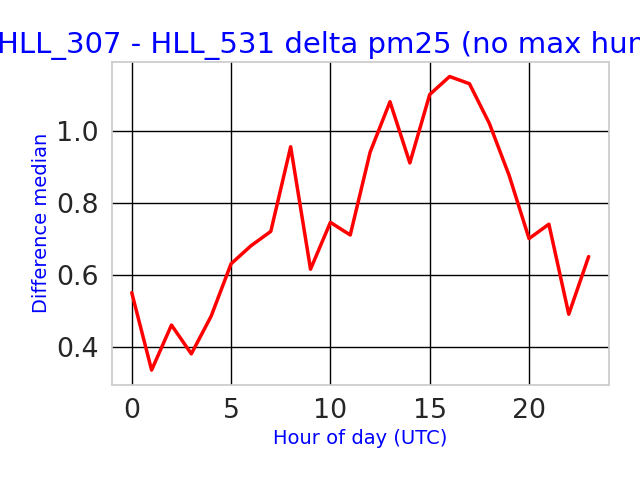 HLL_307 - HLL_531 delta pm25 (no max hum
Difference median
1.0
0.8
0.6
0.4
0 5 10 15 20
Hour of day (UTC)